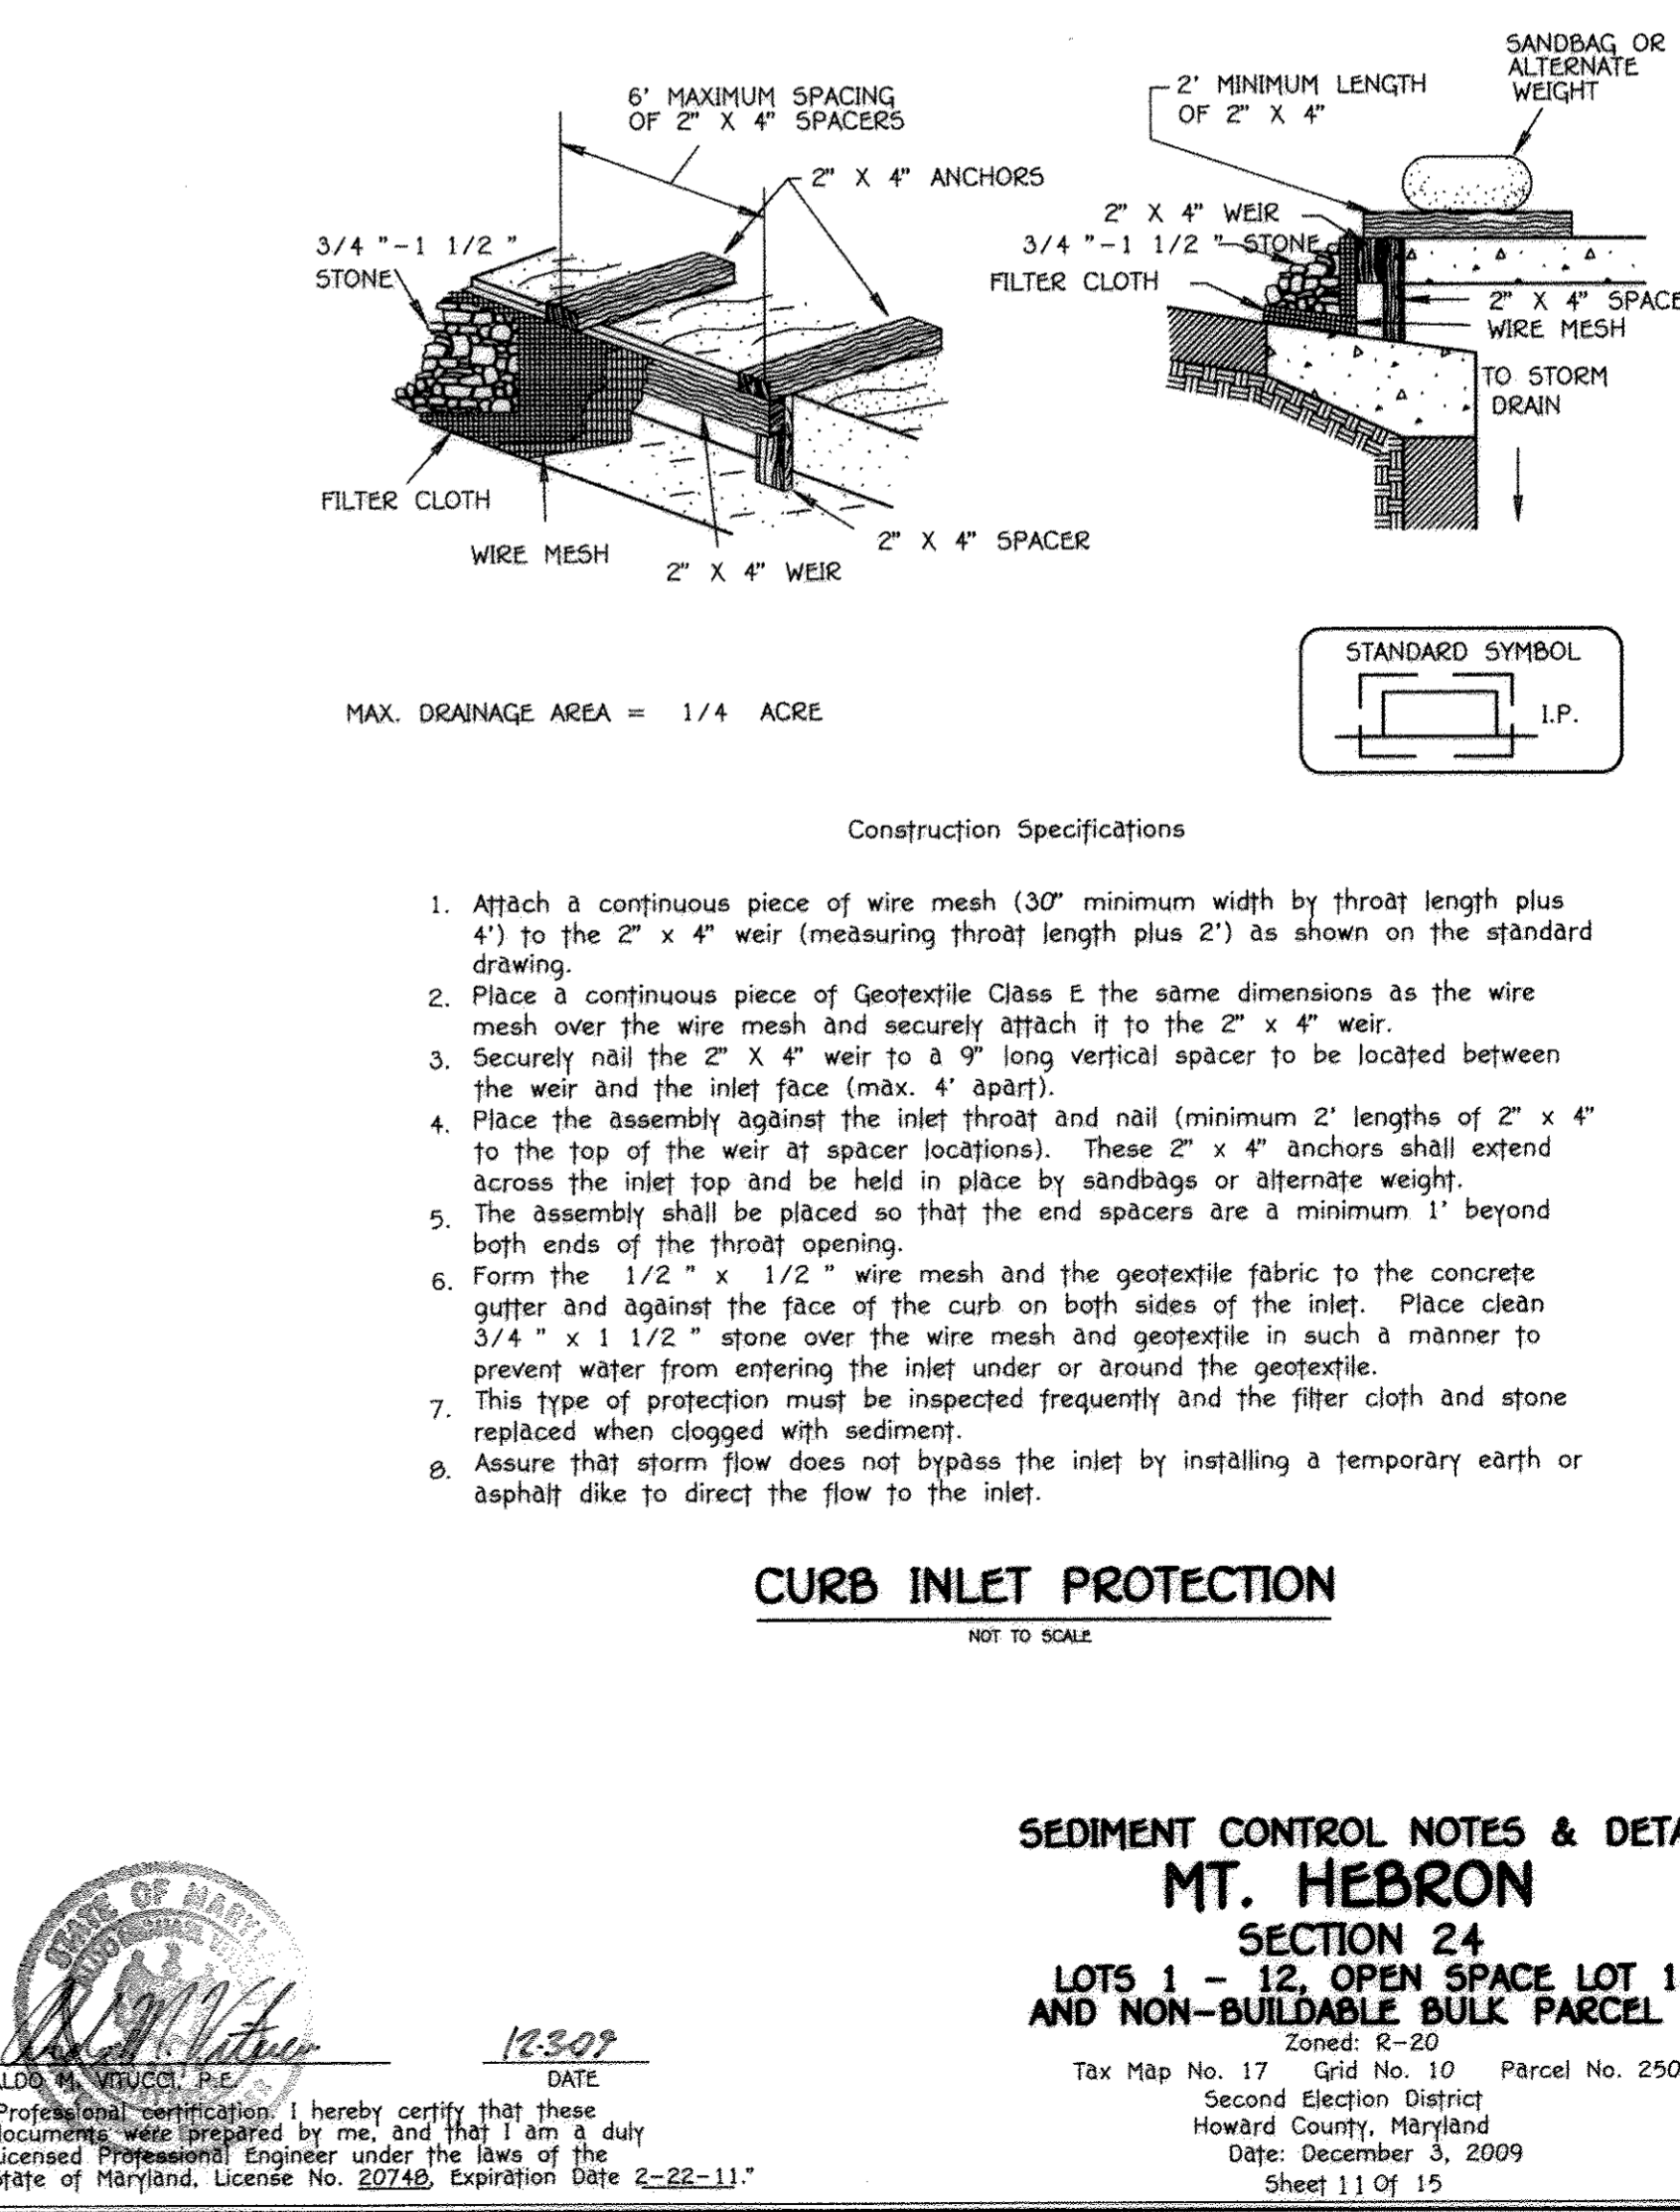 6' MAXIMUM SPACING
OF 2" X 4" SPACERS
2" X 4" ANCHORS
3/4 "-1 1/2 "
STONE
FILTER CLOTH
WIRE MESH
2" X 4" WEIR
2" X 4" SPACER
SANDBAG OR
ALTERNATE
WEIGHT
2' MINIMUM LENGTH
OF 2" X 4"
2" X 4" WEIR
3/4 "-1 1/2 " STONE
FILTER CLOTH
2" X 4" SPACE
WIRE MESH
TO STORM
DRAIN
STANDARD SYMBOL
I.P.
MAX. DRAINAGE AREA = 1/4 ACRE
Construction Specifications
1. Attach a continuous piece of wire mesh (30" minimum width by throat length plus
4') to the 2" x 4" weir (measuring throat length plus 2') as shown on the standard
drawing.
2. Place a continuous piece of Geotextile Class E the same dimensions as the wire
mesh over the wire mesh and securely attach it to the 2" x 4" weir.
3. Securely nail the 2" X 4" weir to a 9" long vertical spacer to be located between
the weir and the inlet face (max. 4' apart).
4. Place the assembly against the inlet throat and nail (minimum 2' lengths of 2" x 4"
to the top of the weir at spacer locations). These 2" x 4" anchors shall extend
across the inlet top and be held in place by sandbags or alternate weight.
5. The assembly shall be placed so that the end spacers are a minimum 1' beyond
both ends of the throat opening.
6. Form the 1/2 " x 1/2 " wire mesh and the geotextile fabric to the concrete
gutter and against the face of the curb on both sides of the inlet. Place clean
3/4 " x 1 1/2 " stone over the wire mesh and geotextile in such a manner to
prevent water from entering the inlet under or around the geotextile.
7. This type of protection must be inspected frequently and the filter cloth and stone
replaced when clogged with sediment.
8. Assure that storm flow does not bypass the inlet by installing a temporary earth or
asphalt dike to direct the flow to the inlet.
CURB INLET PROTECTION
NOT TO SCALE
STATE OF MARYL
12-3-09
LDO M. VITUCCI, P.E.
DATE
Professional certification. I hereby certify that these
ocuments were prepared by me, and that I am a duly
icensed Professional Engineer under the laws of the
tate of Maryland, License No. 20748, Expiration Date 2-22-11."
SEDIMENT CONTROL NOTES & DETA
MT. HEBRON
SECTION 24
LOTS 1 - 12, OPEN SPACE LOT 1
AND NON-BUILDABLE BULK PARCEL
Zoned: R-20
Tax Map No. 17 Grid No. 10 Parcel No. 250
Second Election District
Howard County, Maryland
Date: December 3, 2009
Sheet 11 Of 15